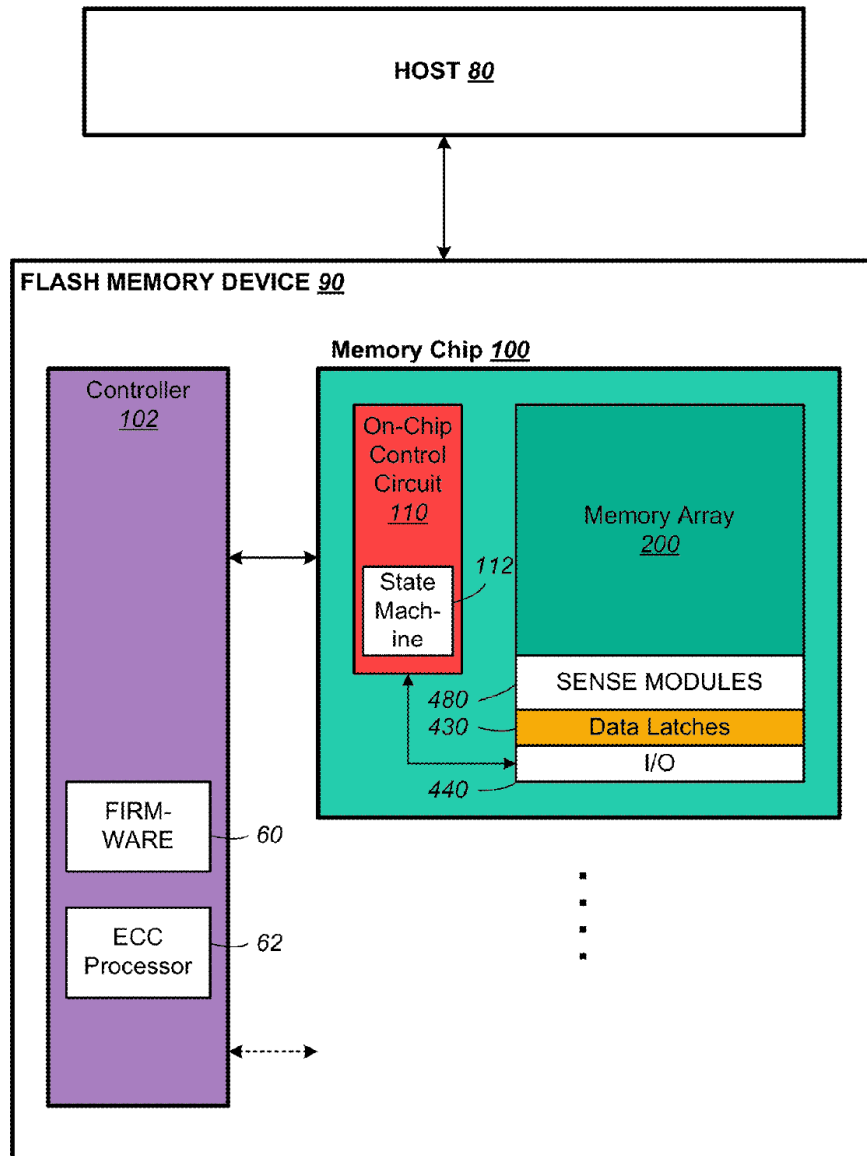 HOST 80
FLASH MEMORY DEVICE 90
Memory Chip 100
Controller
102
On-Chip
Control
Circuit
110
State
Mach-
ine
112
Memory Array
200
480
SENSE MODULES
430
Data Latches
440
I/O
FIRM-
WARE
60
ECC
Processor
62